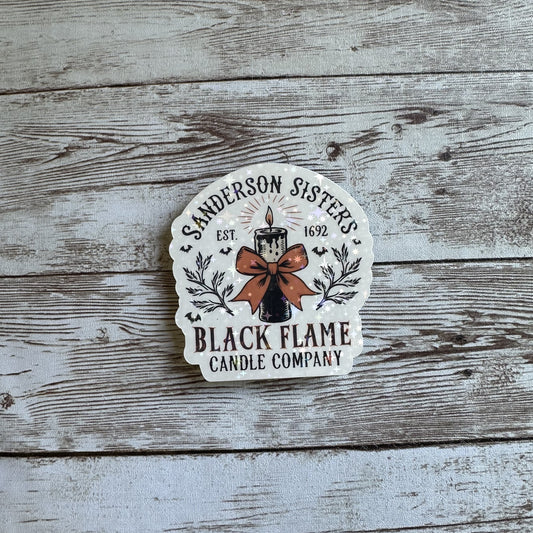 SANDERSON SISTERS
EST. 1692
BLACK FLAME
CANDLE COMPANY